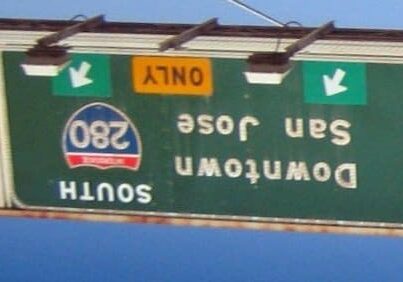 SOUTH
INTERSTATE
280
Downtown
San Jose
ONLY